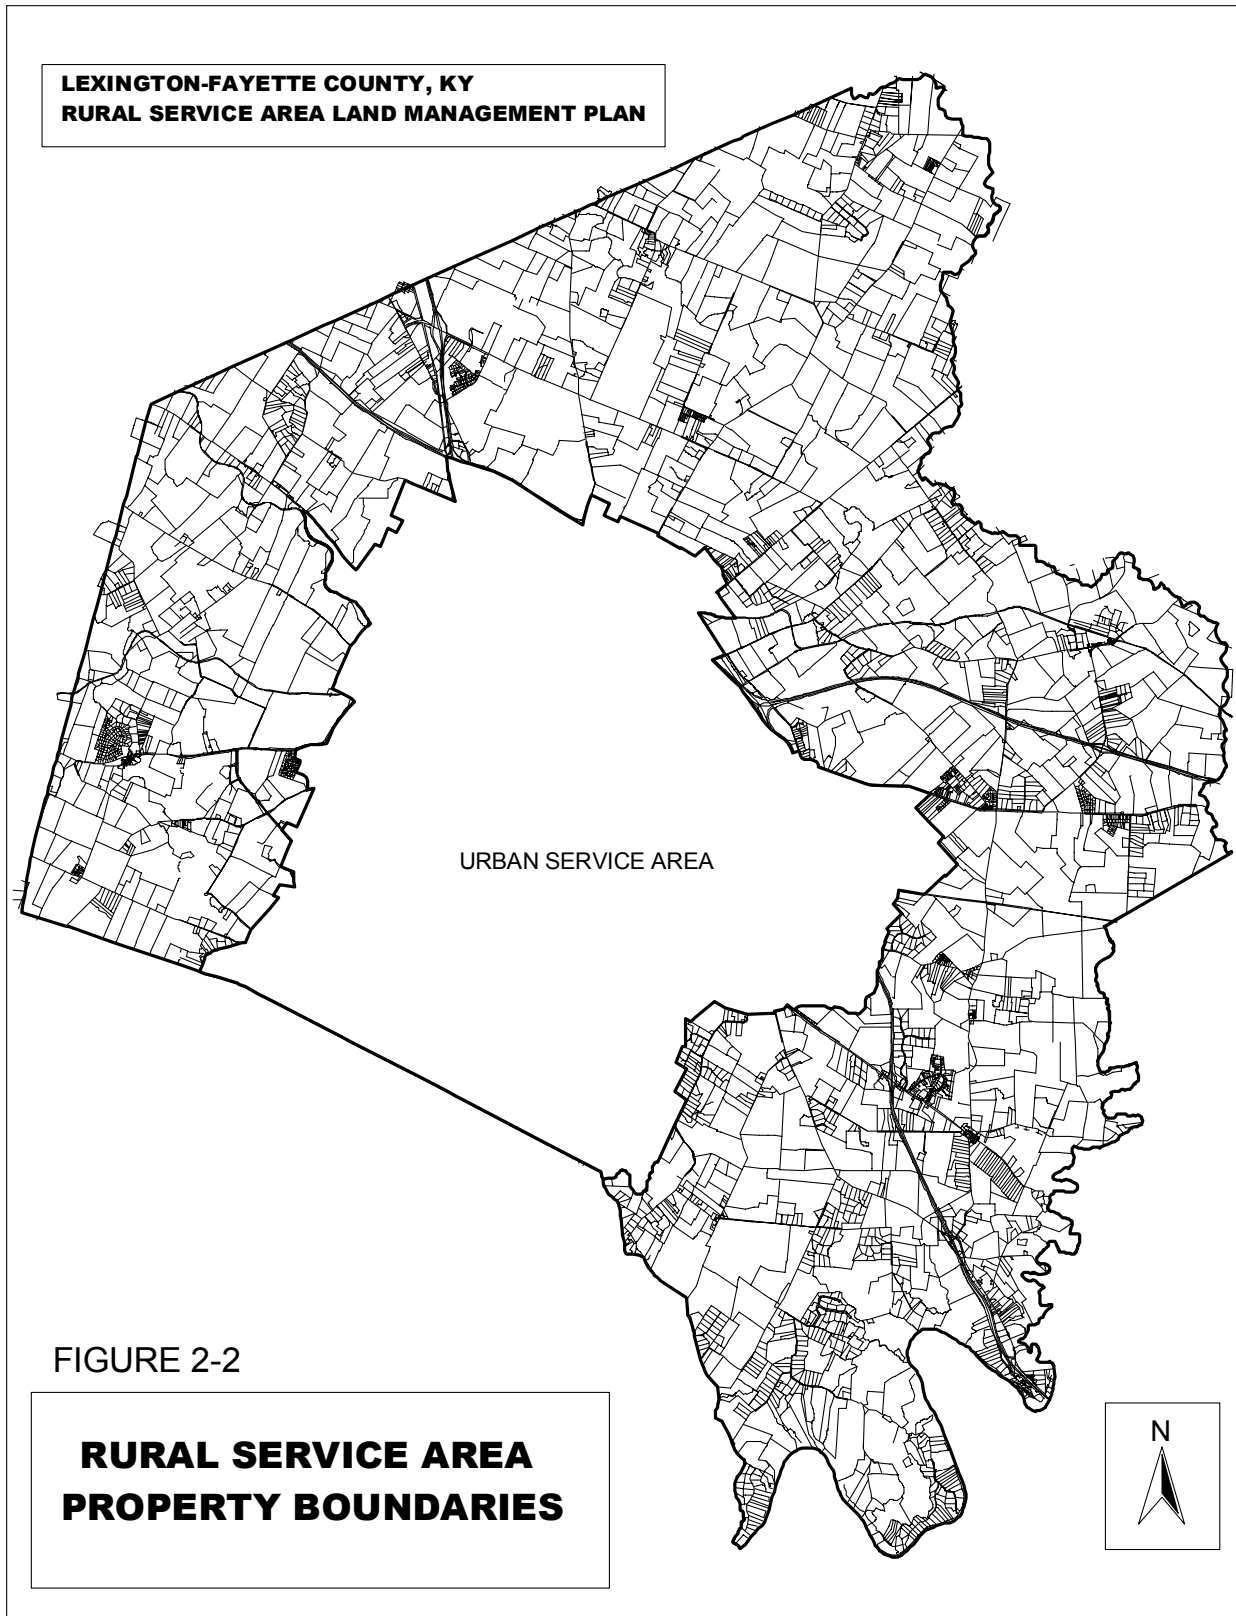 LEXINGTON-FAYETTE COUNTY, KY
RURAL SERVICE AREA LAND MANAGEMENT PLAN
URBAN SERVICE AREA
FIGURE 2-2
RURAL SERVICE AREA
PROPERTY BOUNDARIES
N